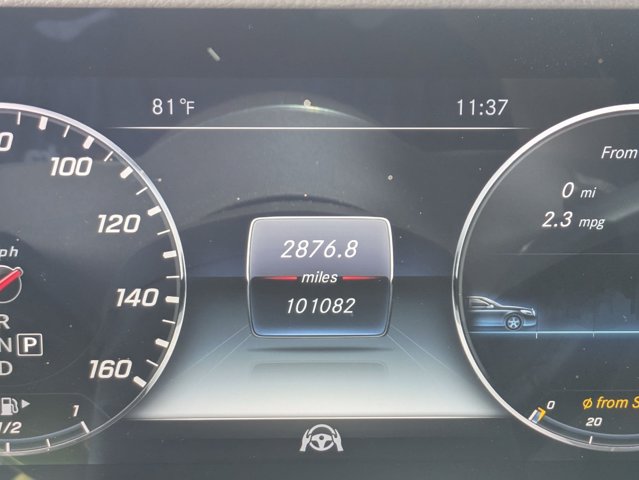 81°F
11:37
100
120
140
160
ph
R
N P
D
1/2
1
2876.8
miles
101082
From
0 mi
2.3 mpg
ø from S
0
20